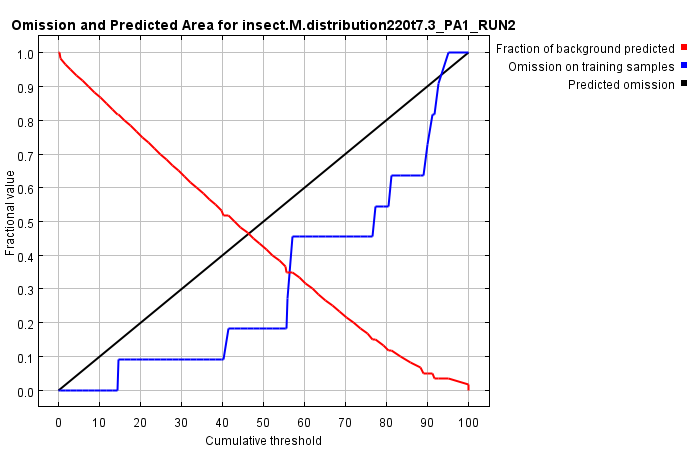 Omission and Predicted Area for insect.M.distribution220t7.3_PA1_RUN2
Fraction of background predicted
Omission on training samples
Predicted omission
Fractional value
1.0
0.9
0.8
0.7
0.6
0.5
0.4
0.3
0.2
0.1
0.0
0 10 20 30 40 50 60 70 80 90 100
Cumulative threshold